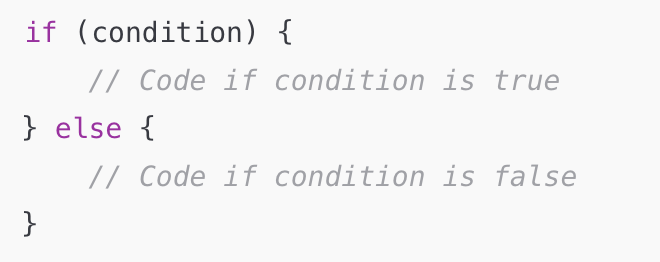 if (condition) {
    // Code if condition is true
} else {
    // Code if condition is false
}